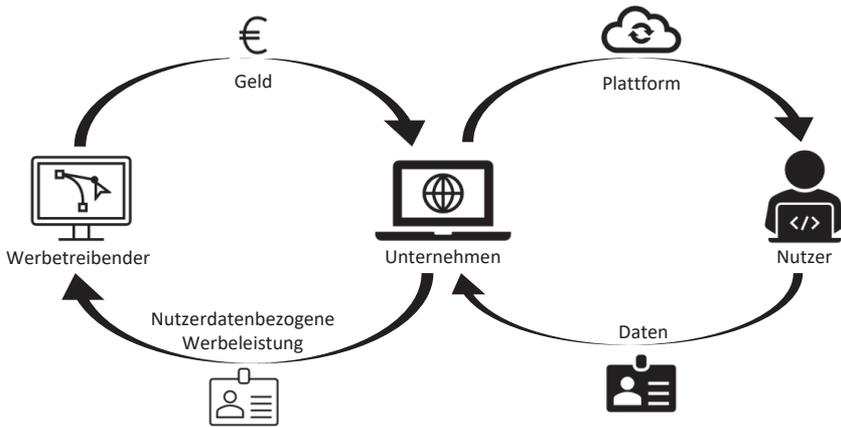 €
Geld
Plattform
</>
Werbetreibender
Unternehmen
Nutzer
Nutzerdatenbezogene
Werbeleistung
Daten